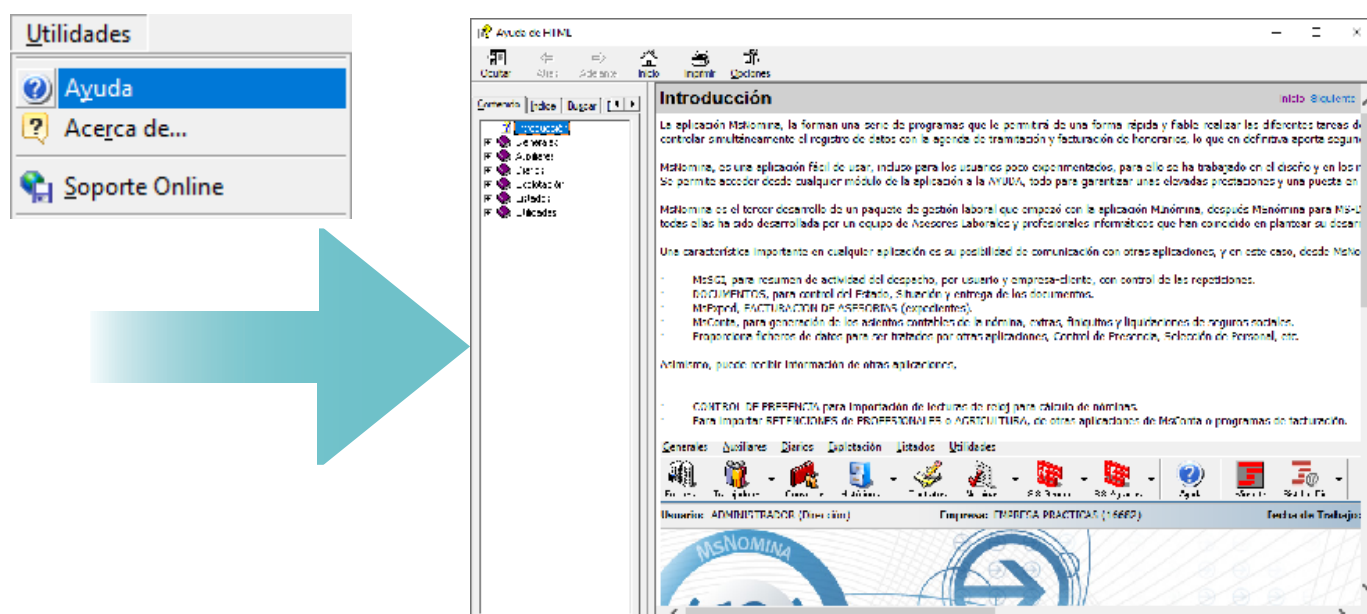 Utilidades
Ayuda
Acerca de...
Soporte Online
Ayuda de HTML
Ocultar Atrás Adelante Inicio Imprimir Opciones
Contenido Índice Buscar
Introducción
Generales
Auxiliares
Diarios
Explotación
Listados
Utilidades
Introducción
Inicio Siguiente
La aplicación MsNomina, la forman una serie de programas que le permitirá de una forma rápida y fiable realizar las diferentes tareas d
controlar simultáneamente el registro de datos con la agenda de tramitación y facturación de honorarios, lo que en definitiva aporta segur
MsNomina, es una aplicación fácil de usar, incluso para los usuarios poco experimentados, para ello se ha trabajado en el diseño y en los
Se permite acceder desde cualquier módulo de la aplicación a la AYUDA, todo para garantizar unas elevadas prestaciones y una puesta en
MsNomina es el tercer desarrollo de un paquete de gestión laboral que empezó con la aplicación MInómina, después MEnómina para
todas ellas ha sido desarrollada por un equipo de Asesores Laborales y profesionales informáticos que han coincidido en plantear su desar
Una característica importante en cualquier aplicación es su posibilidad de comunicación con otras aplicaciones, y en este caso, desde MsNo
MsSGI, para resumen de actividad del despacho, por usuario y empresa-cliente, con control de las repeticiones.
DOCUMENTOS, para control del Estado, Situación y entrega de los documentos.
MsExped, FACTURACION DE ASESORIAS (expedientes).
MsConta, para generación de los asientos contables de la nómina, extras, finiquitos y liquidaciones de seguros sociales.
Proporciona ficheros de datos para ser tratados por otras aplicaciones, Control de Presencia, Selección de Personal, etc.
Asimismo, puede recibir información de otras aplicaciones,
CONTROL DE PRESENCIA para importación de lecturas de reloj para cálculo de nóminas.
Para importar RETENCIONES de PROFESIONALES o AGRICULTURA, de otras aplicaciones de MsConta o programas de facturación.
Generales Auxiliares Diarios Explotación Listados Utilidades
Usuario: ADMINISTRADOR (Dirección) Empresa: EMPRESA PRACTICAS (16682) Fecha de Trabajo:
MSNOMINA